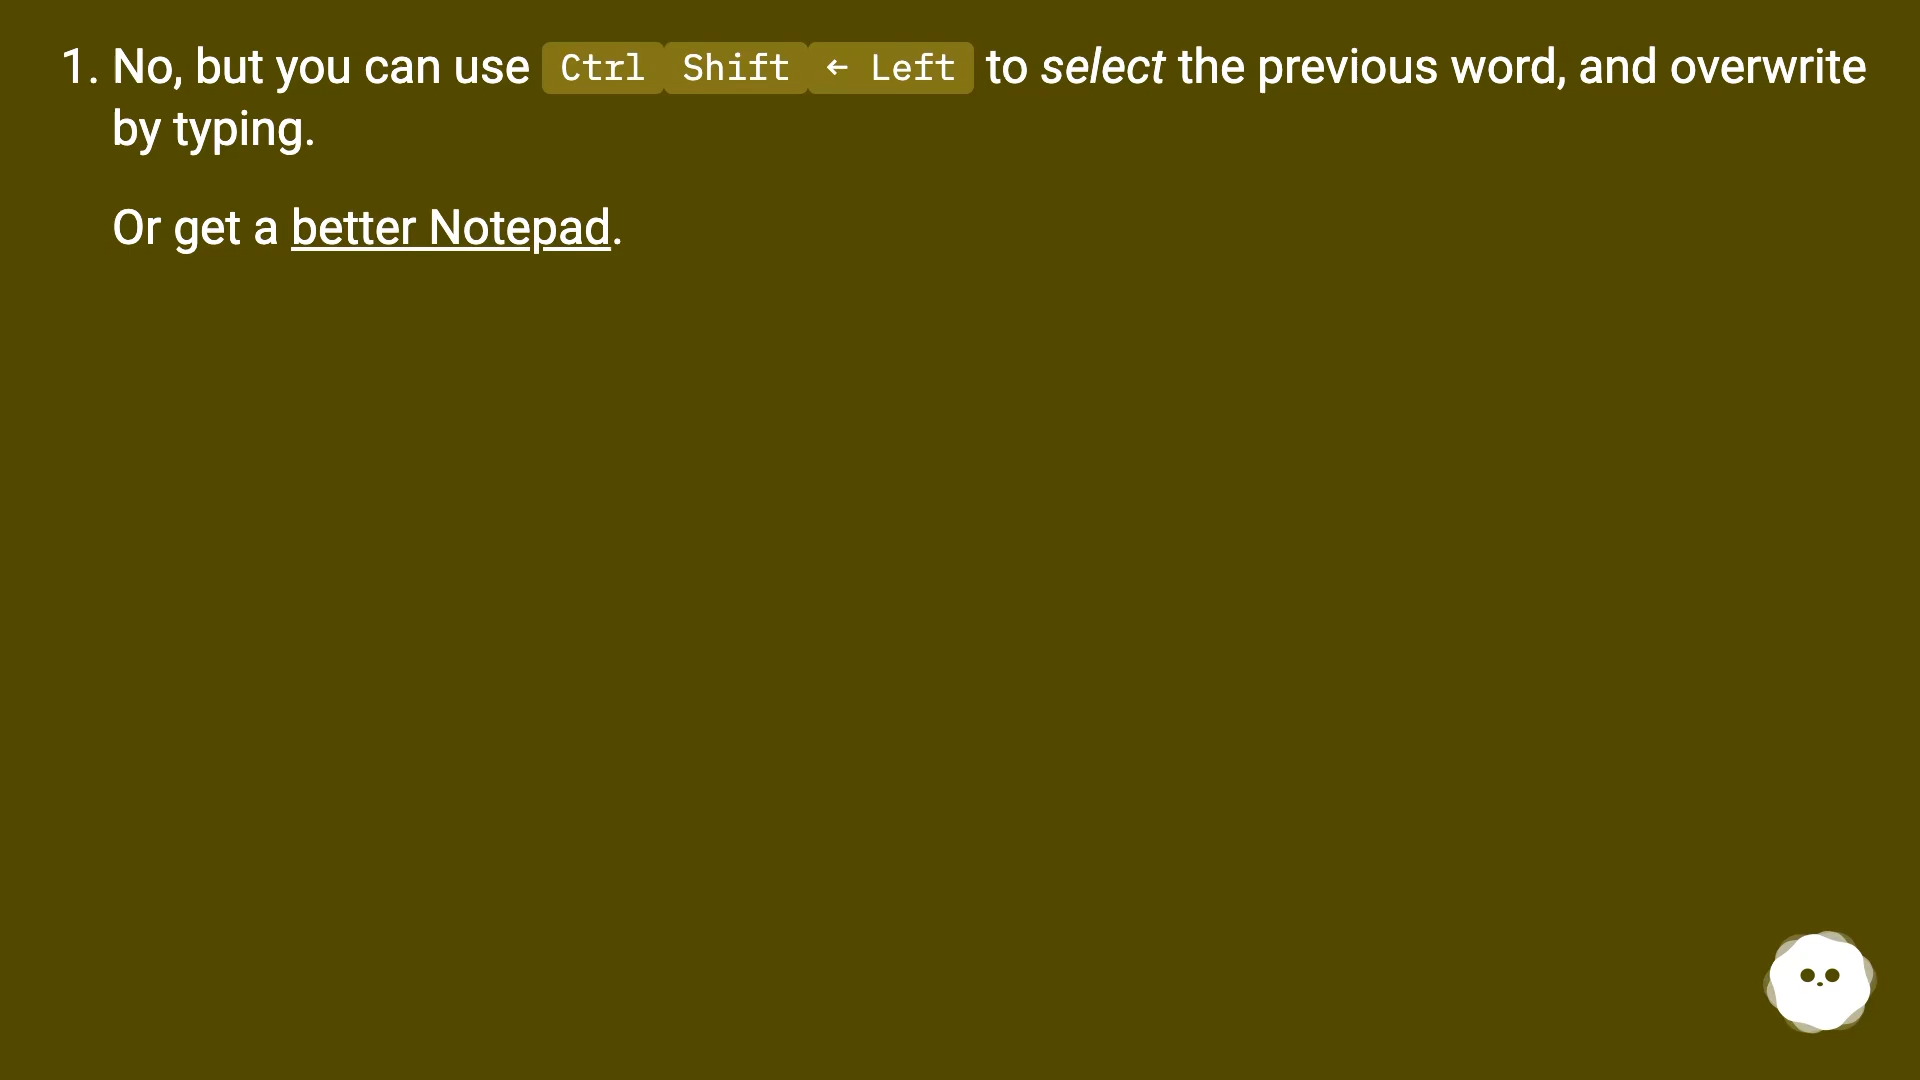 1. No, but you can use Ctrl Shift ← Left to select the previous word, and overwrite
by typing.
Or get a better Notepad.